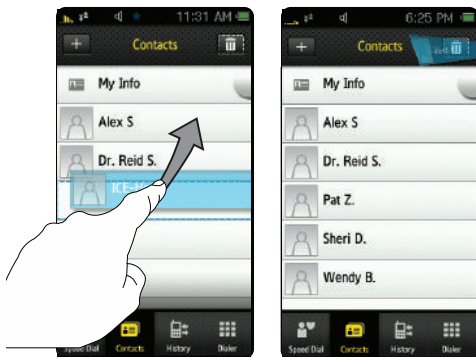 11:31 AM
Contacts
My Info
Alex S
Dr. Reid S.
Speed Dial
Contacts
History
Dialer
6:25 PM
Contacts
My Info
Alex S
Dr. Reid S.
Pat Z.
Sheri D.
Wendy B.
Speed Dial
Contacts
History
Dialer